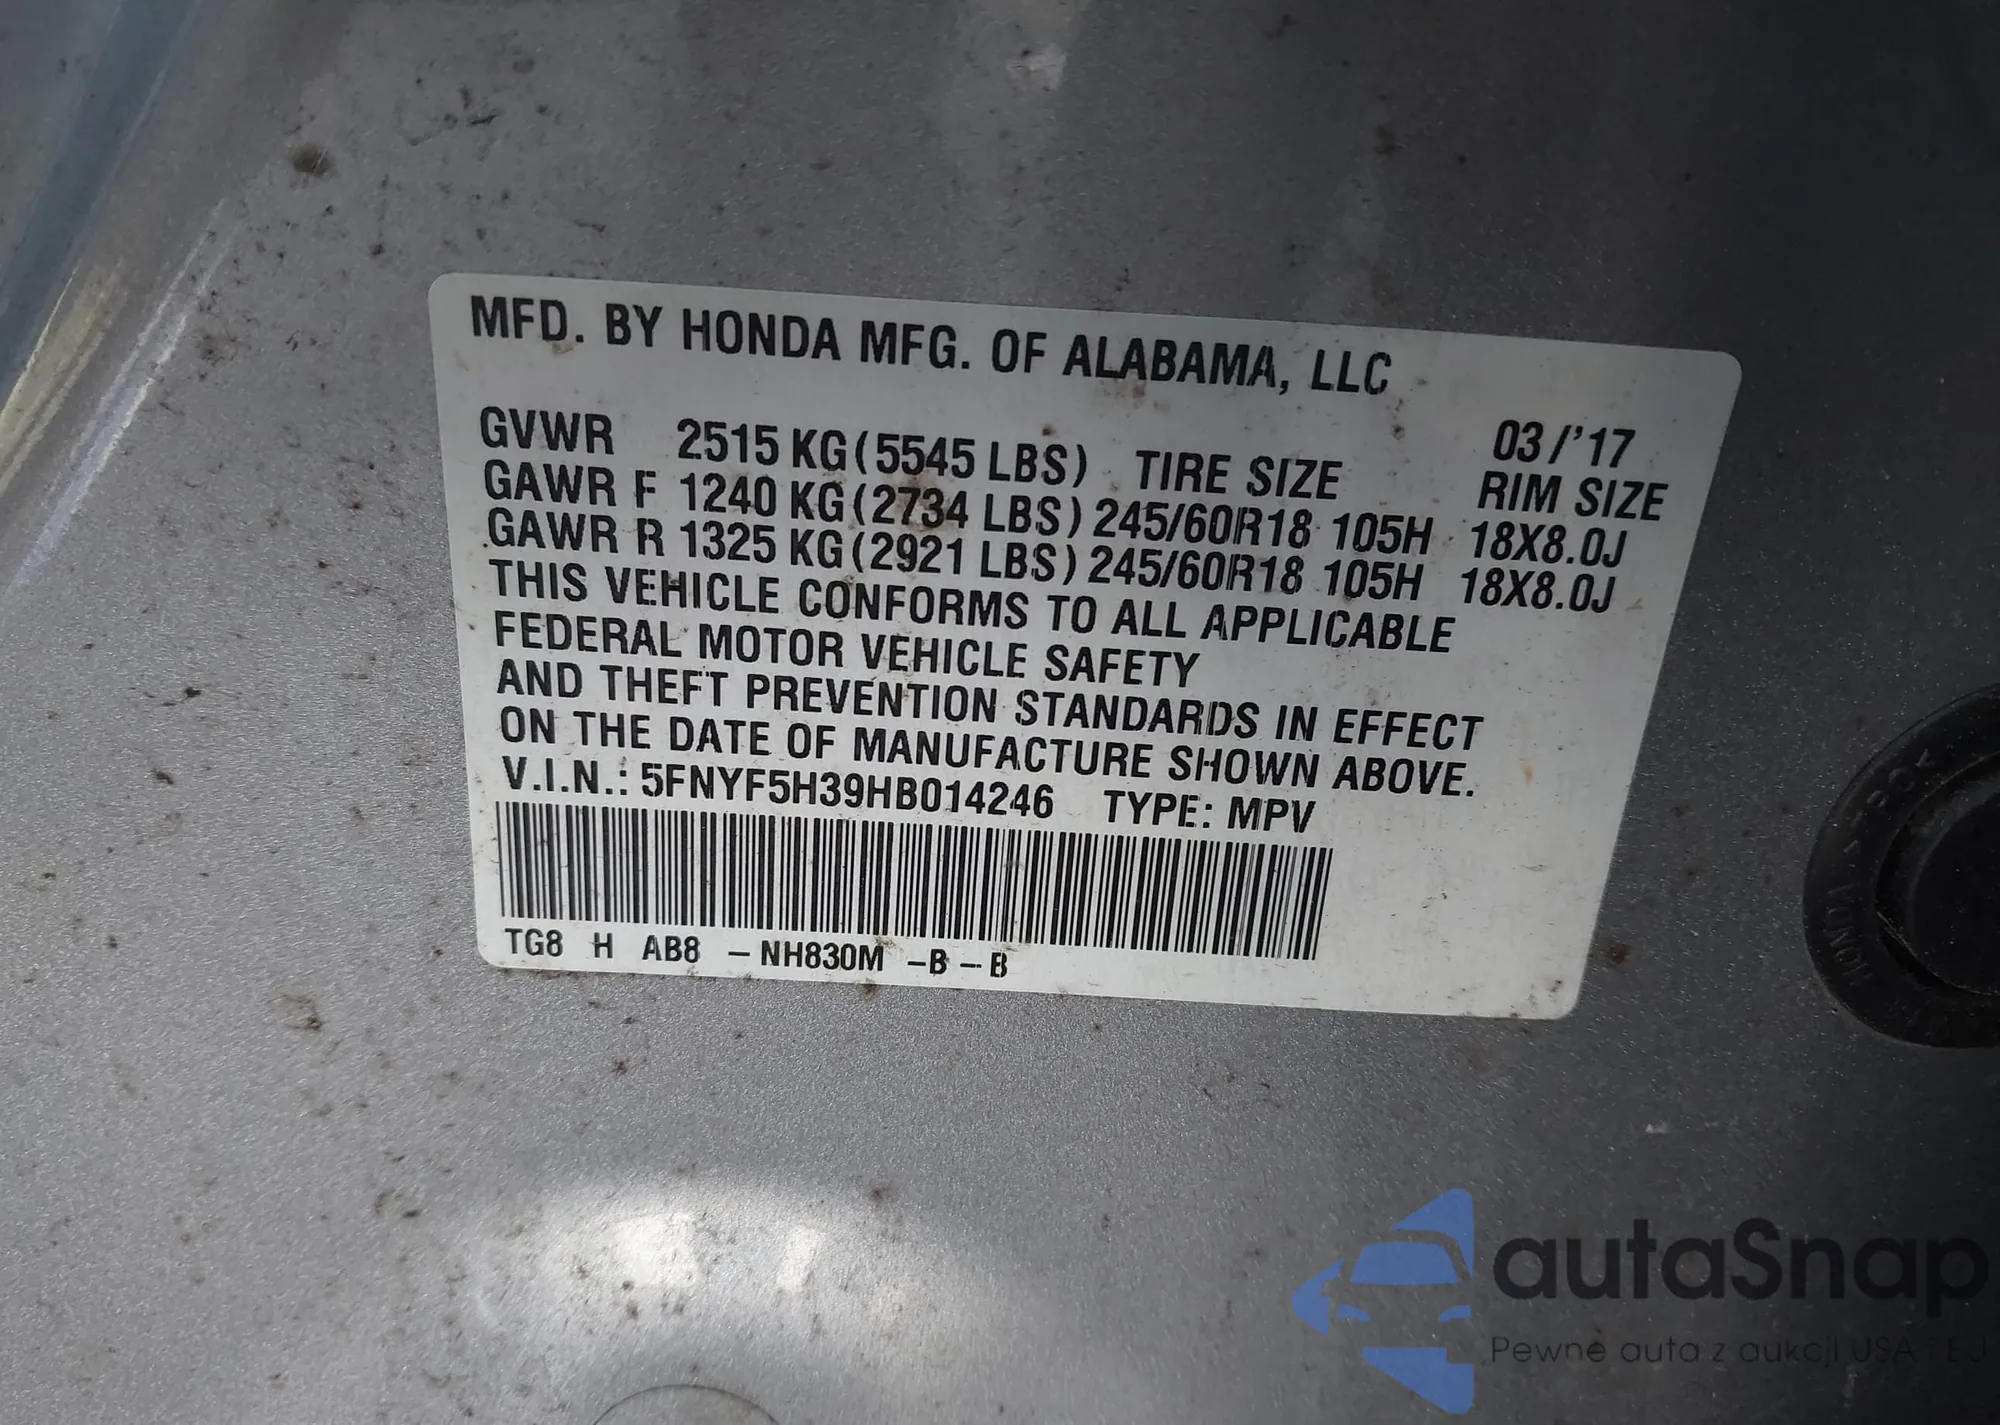 MFD. BY HONDA MFG. OF ALABAMA, LLC
03/'17
GVWR 2515 KG (5545 LBS) TIRE SIZE RIM SIZE
GAWR F 1240 KG (2734 LBS) 245/60R18 105H 18X8.0J
GAWR R 1325 KG (2921 LBS) 245/60R18 105H 18X8.0J
THIS VEHICLE CONFORMS TO ALL APPLICABLE
FEDERAL MOTOR VEHICLE SAFETY
AND THEFT PREVENTION STANDARDS IN EFFECT
ON THE DATE OF MANUFACTURE SHOWN ABOVE.
V.I.N.: 5FNYF5H39HB014246 TYPE: MPV
TG8 H AB8 - NH830M - B - B
autaSnap
Pewne auta z aukcji USA i EJ